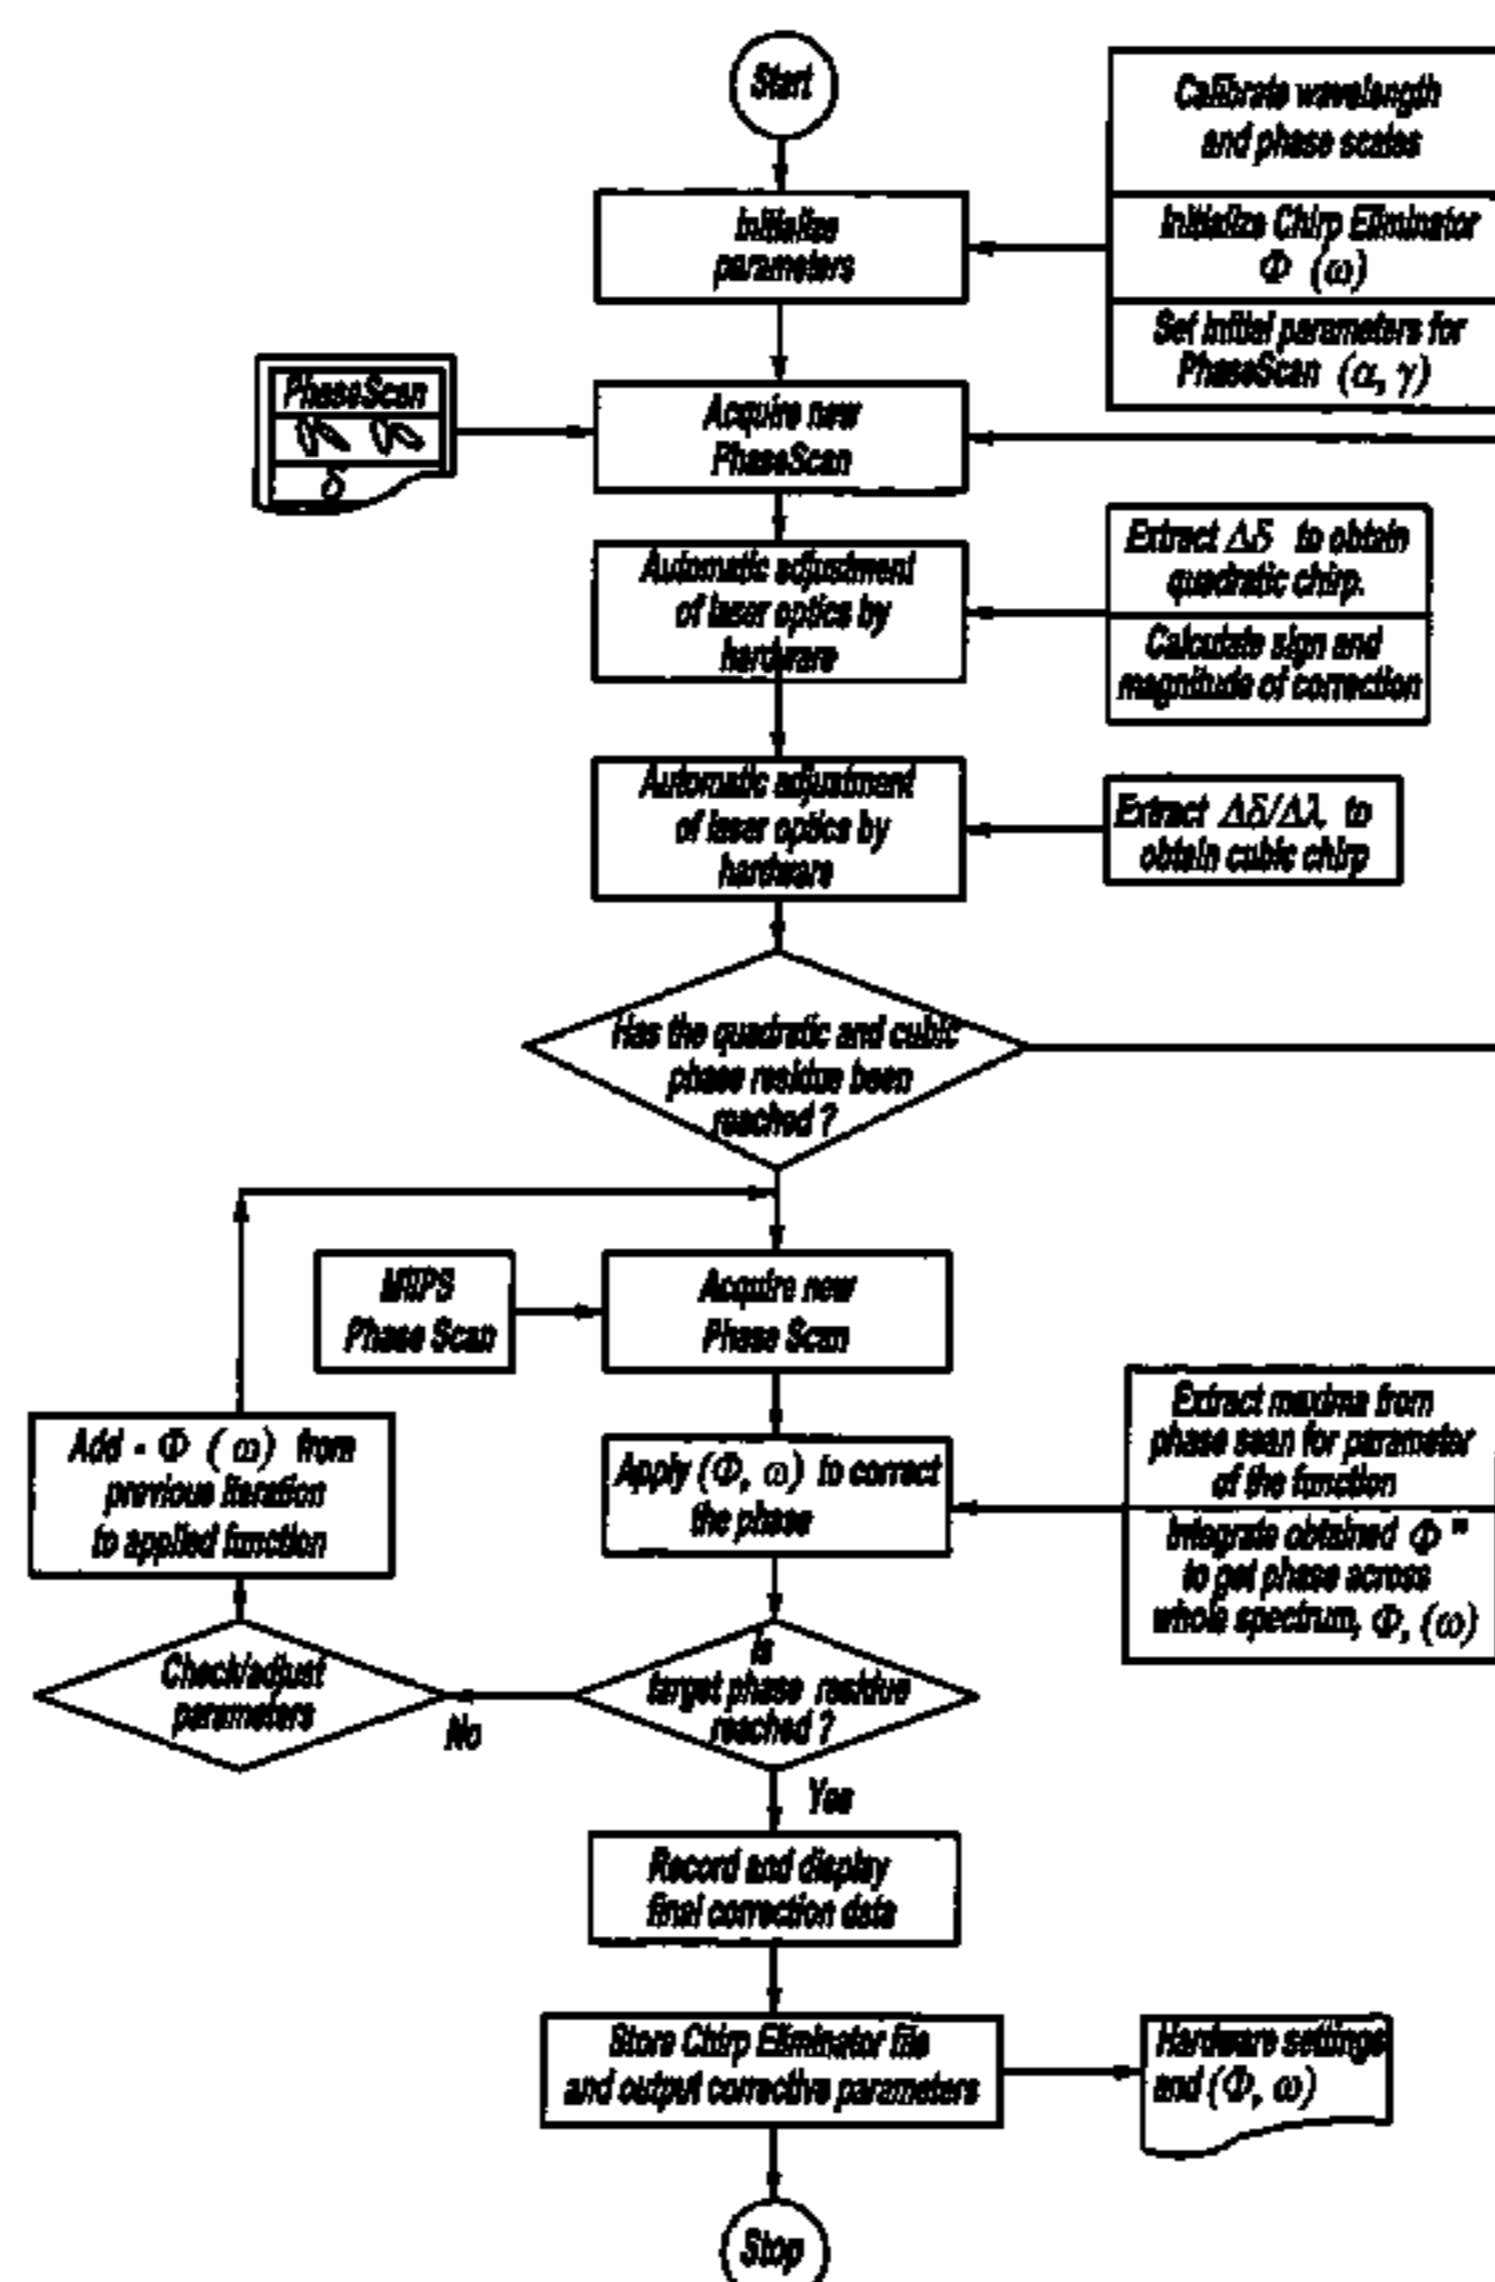 Start
Calibrate wavelength
and phase scales
Initialize
parameters
Initialize Chirp Eliminator
Φ (ω)
Set initial parameters for
PhaseScan (α, γ)
PhaseScan
δ
Acquire new
PhaseScan
Automatic adjustment
of laser optics by
hardware
Extract Δδ to obtain
quadratic chirp.
Calculate sign and
magnitude of correction
Automatic adjustment
of laser optics by
hardware
Extract Δδ/Δλ to
obtain cubic chirp
Has the quadratic and cubic
phase residue been
reached ?
MIIPS
Phase Scan
Acquire new
Phase Scan
Extract maxima from
phase scan for parameter
of the function
Add - Φ ( ω ) from
previous iteration
to applied function
Apply (Φ, ω) to correct
the phase
Integrate obtained Φ "
to get phase across
whole spectrum, Φ, (ω)
Check/adjust
parameters
No
Is
target phase residue
reached ?
Yes
Record and display
final correction data
Store Chirp Eliminator file
and output corrective parameters
Hardware settings
and (Φ, ω)
Stop